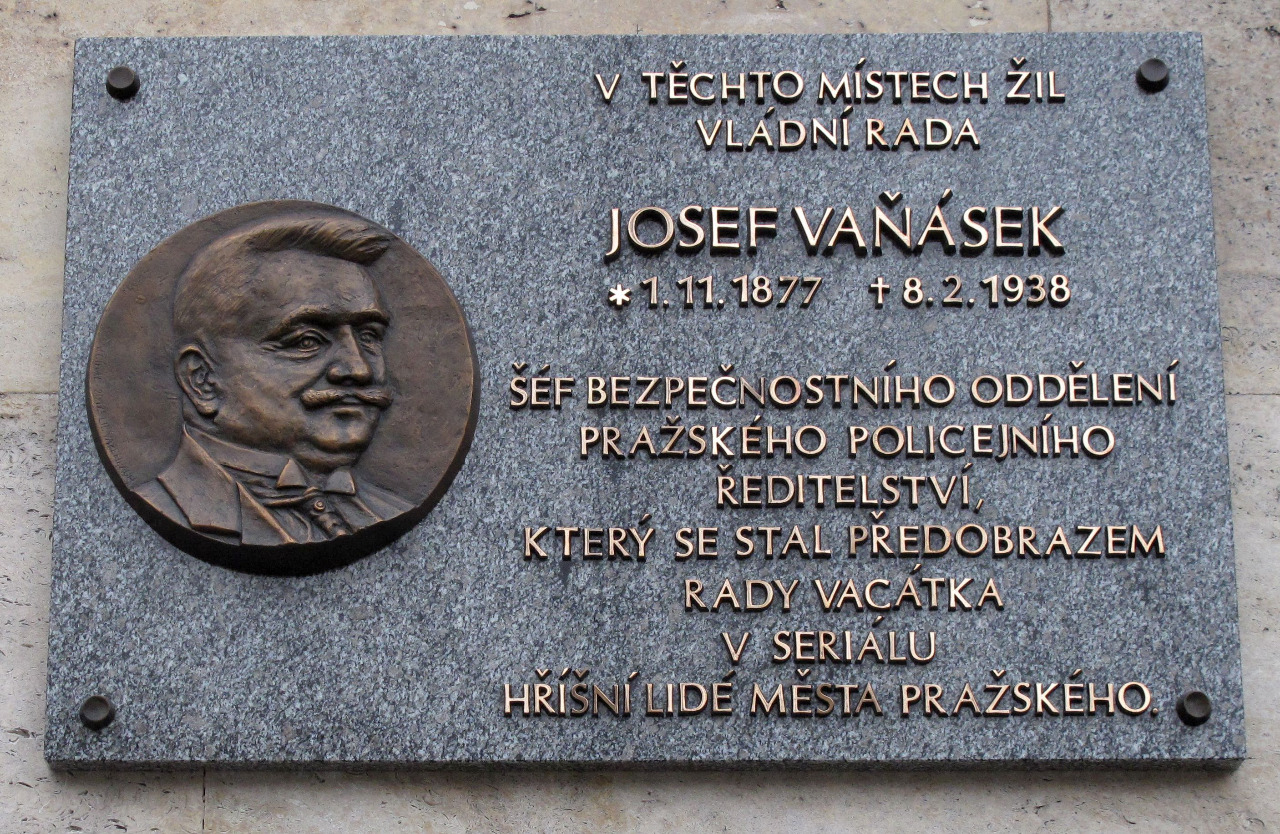 V TĚCHTO MÍSTECH ŽIL
VLÁDNÍ RADA
JOSEF VAŇÁSEK
*1.11.1877 †8.2.1938
ŠÉF BEZPEČNOSTNÍHO ODDĚLENÍ
PRAŽSKÉHO POLICEJNÍHO
ŘEDITELSTVÍ,
KTERÝ SE STAL PŘEDOBRAZEM
RADY VACÁTKA
V SERIÁLU
HŘÍŠNÍ LIDÉ MĚSTA PRAŽSKÉHO.